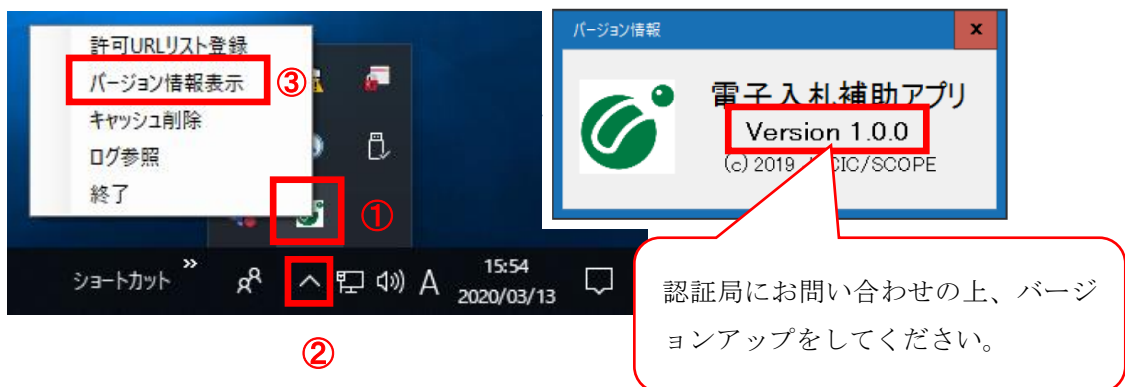 許可URLリスト登録
バージョン情報表示
③
キャッシュ削除
ログ参照
終了
①
ショートカット
»
A
15:54
2020/03/13
②
バージョン情報
x
電子入札補助アプリ
Version 1.0.0
(c) 2019 CIC/SCOPE
認証局にお問い合わせの上、バージ
ョンアップをしてください。